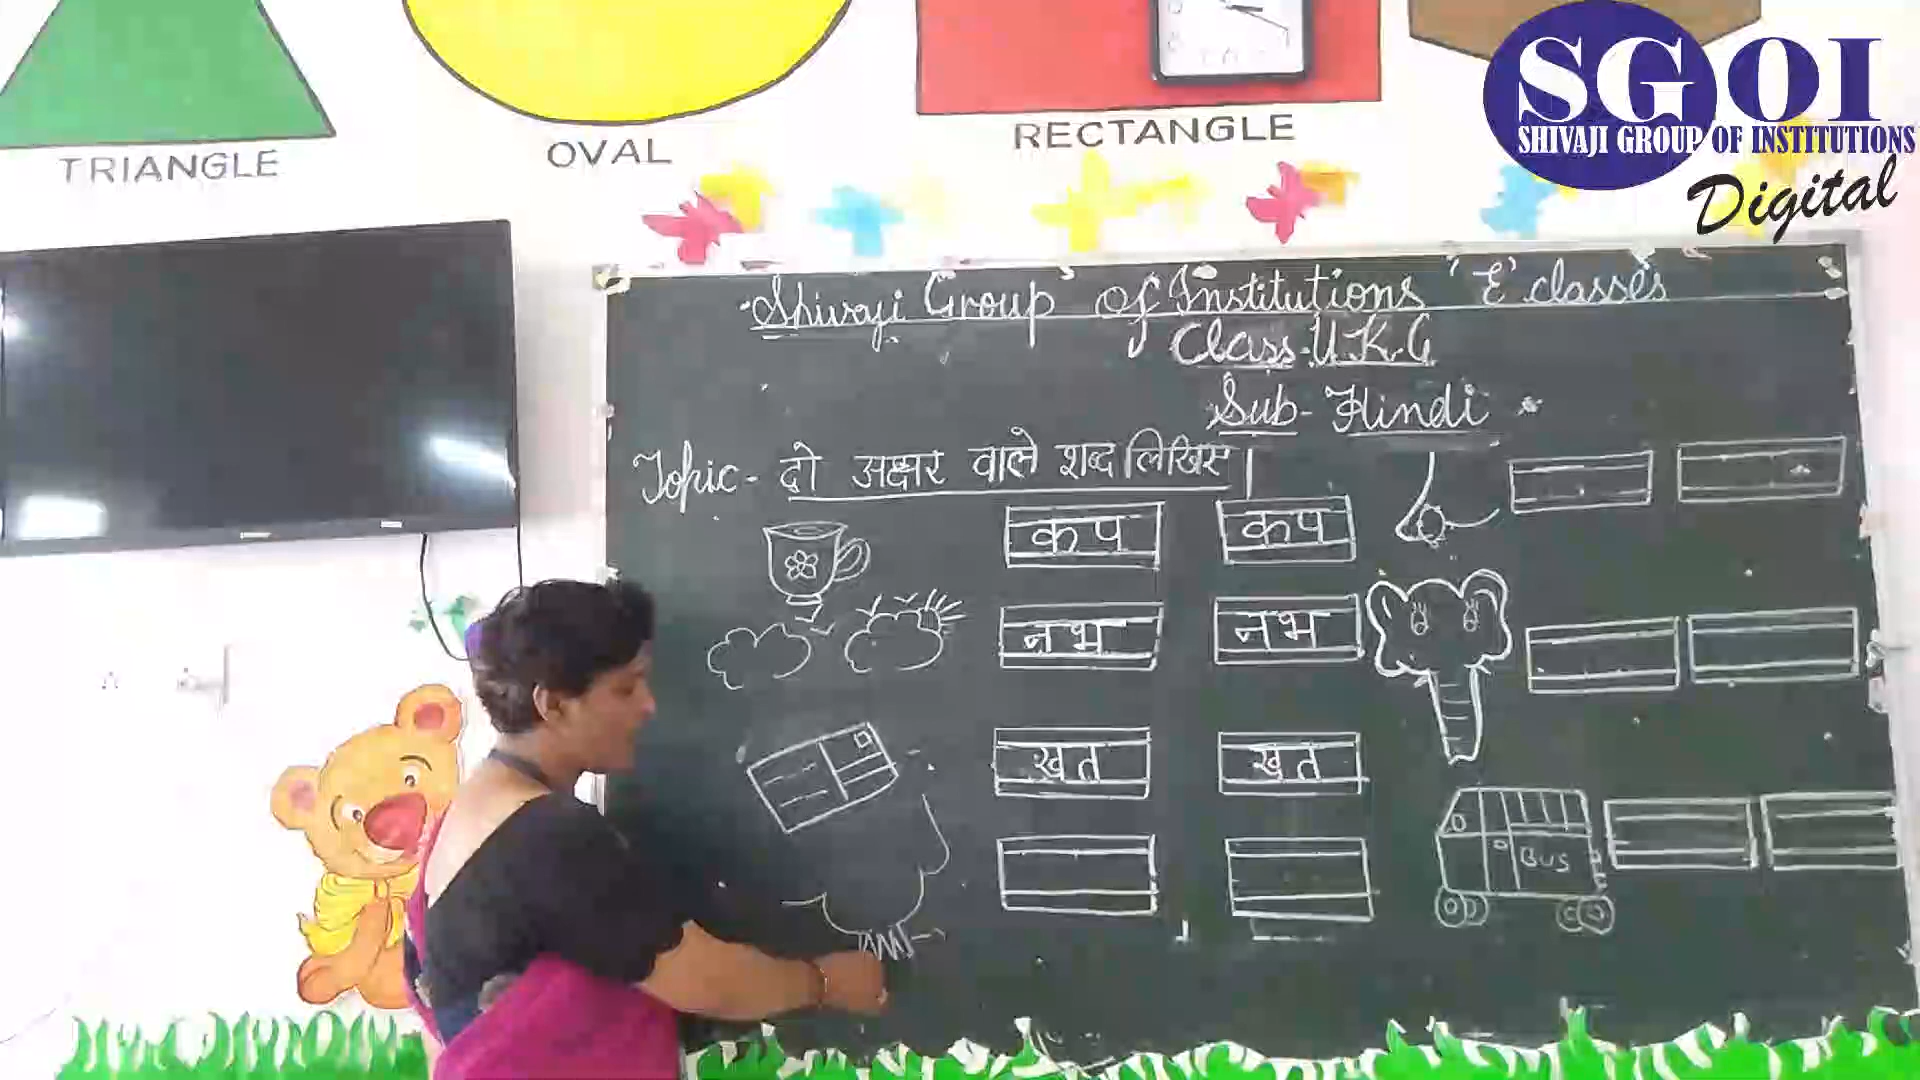 TRIANGLE
OVAL
RECTANGLE
SGOI
SHIVAJI GROUP OF INSTITUTIONS
Digital
Shivaji Group of Institutions 'E' classes
Class-U.K.G
Sub-Hindi
Topic- दो अक्षर वाले शब्द लिखिए
कप कप
नभ नभ
खत खत
BUS